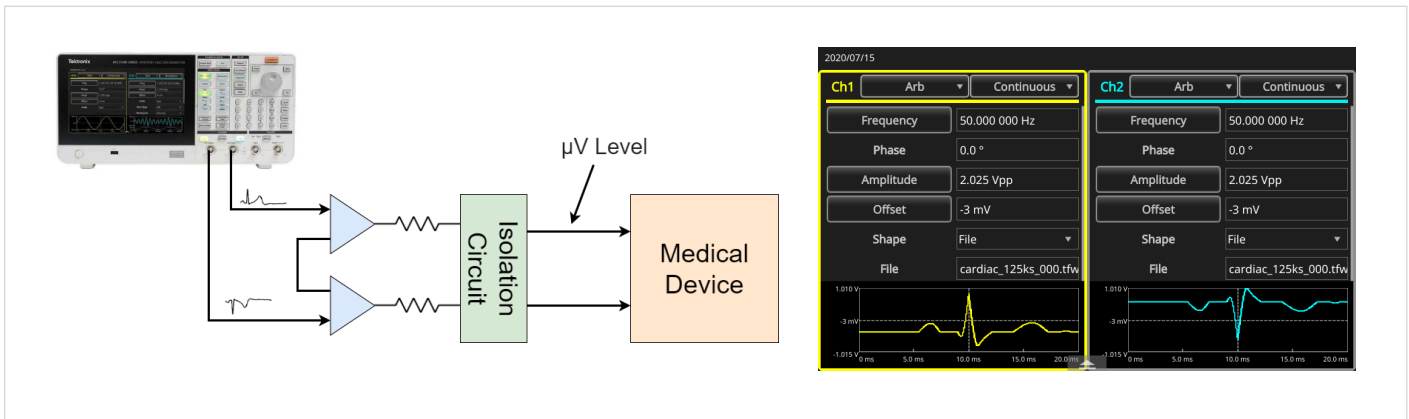 Tektronix
µV Level
Isolation
Circuit
Medical
Device
2020/07/15
Ch1 Arb Continuous
Frequency 50.000 000 Hz
Phase 0.0 °
Amplitude 2.025 Vpp
Offset -3 mV
Shape File
File cardiac_125ks_000.tfw
1.010 V
-3 mV
-1.015 V
0 ms 5.0 ms 10.0 ms 15.0 ms 20.0 ms
Ch2 Arb Continuous
Frequency 50.000 000 Hz
Phase 0.0 °
Amplitude 2.025 Vpp
Offset -3 mV
Shape File
File cardiac_125ks_000.tfw
1.010 V
-3 mV
-1.015 V
0 ms 5.0 ms 10.0 ms 15.0 ms 20.0 ms